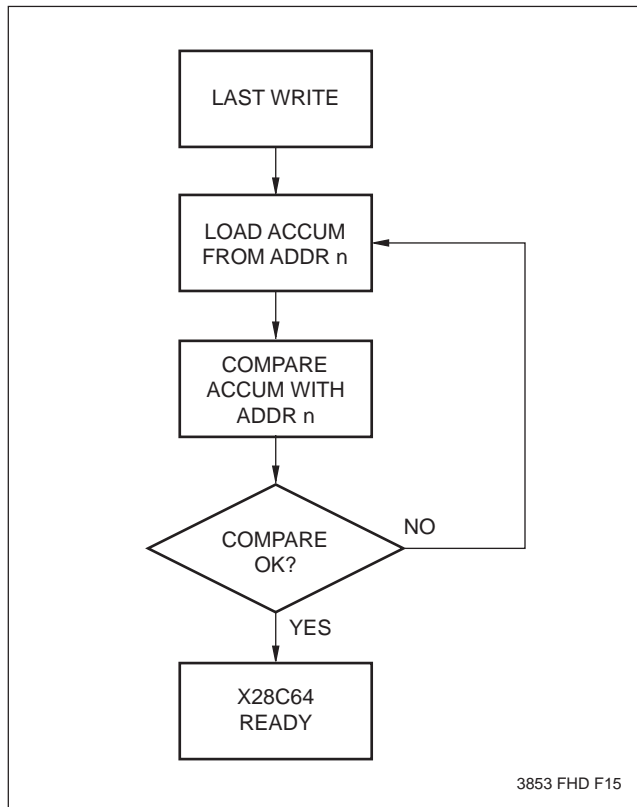 LAST WRITE
LOAD ACCUM
FROM ADDR n
COMPARE
ACCUM WITH
ADDR n
COMPARE
OK?
NO
YES
X28C64
READY
3853 FHD F15